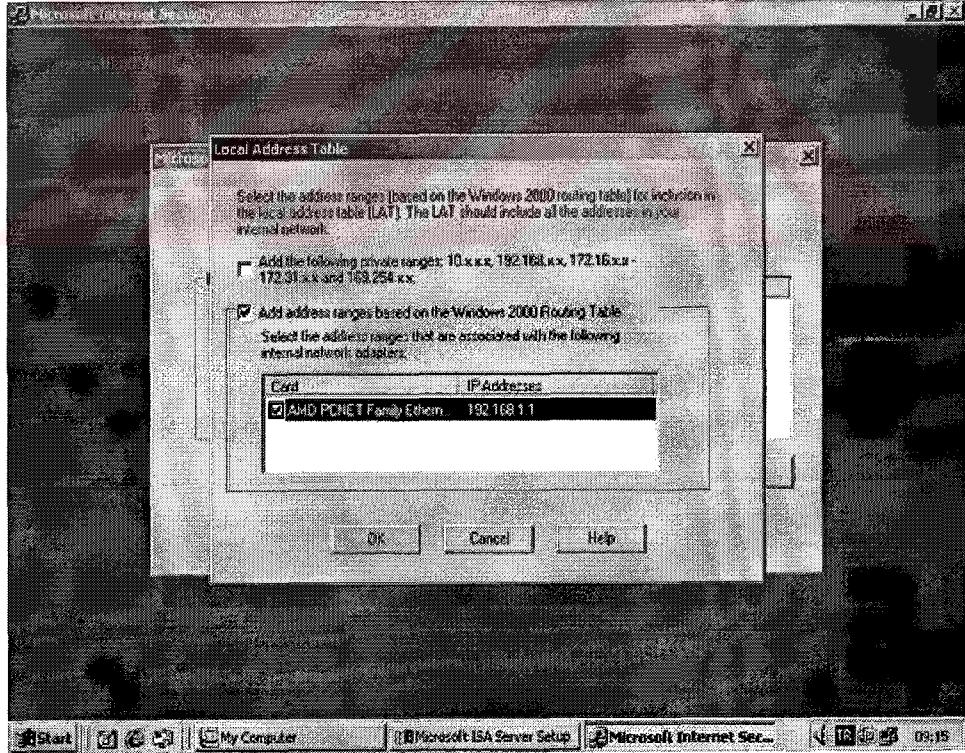 Microsoft Internet Security
Local Address Table
Select the address ranges (based on the Windows 2000 routing table) for inclusion in
the local address table (LAT). The LAT should include all the addresses in your
internal network.
Add the following private ranges: 10.x.x.x, 192.168.x.x, 172.16.x.x -
172.31.x.x and 169.254.x.x.
Add address ranges based on the Windows 2000 Routing Table
Select the address ranges that are associated with the following
internal network adapters:
Card IP Addresses
AMD PCNET Family Ethern... 192.168.1.1
OK Cancel Help
Start My Computer Microsoft ISA Server Setup Microsoft Internet Sec... TR 09:15